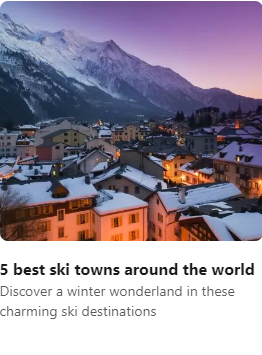 5 best ski towns around the world
Discover a winter wonderland in these
charming ski destinations